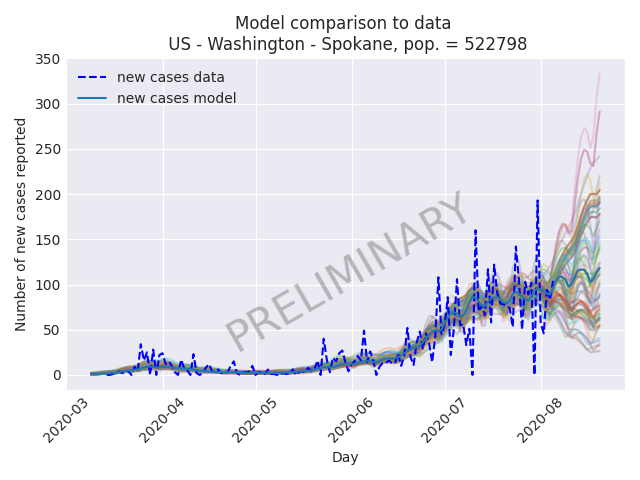 Model comparison to data
US - Washington - Spokane, pop. = 522798
350
300
250
200
150
100
50
0
Number of new cases reported
new cases data
new cases model
PRELIMINARY
2020-03
2020-04
2020-05
2020-06
2020-07
2020-08
Day